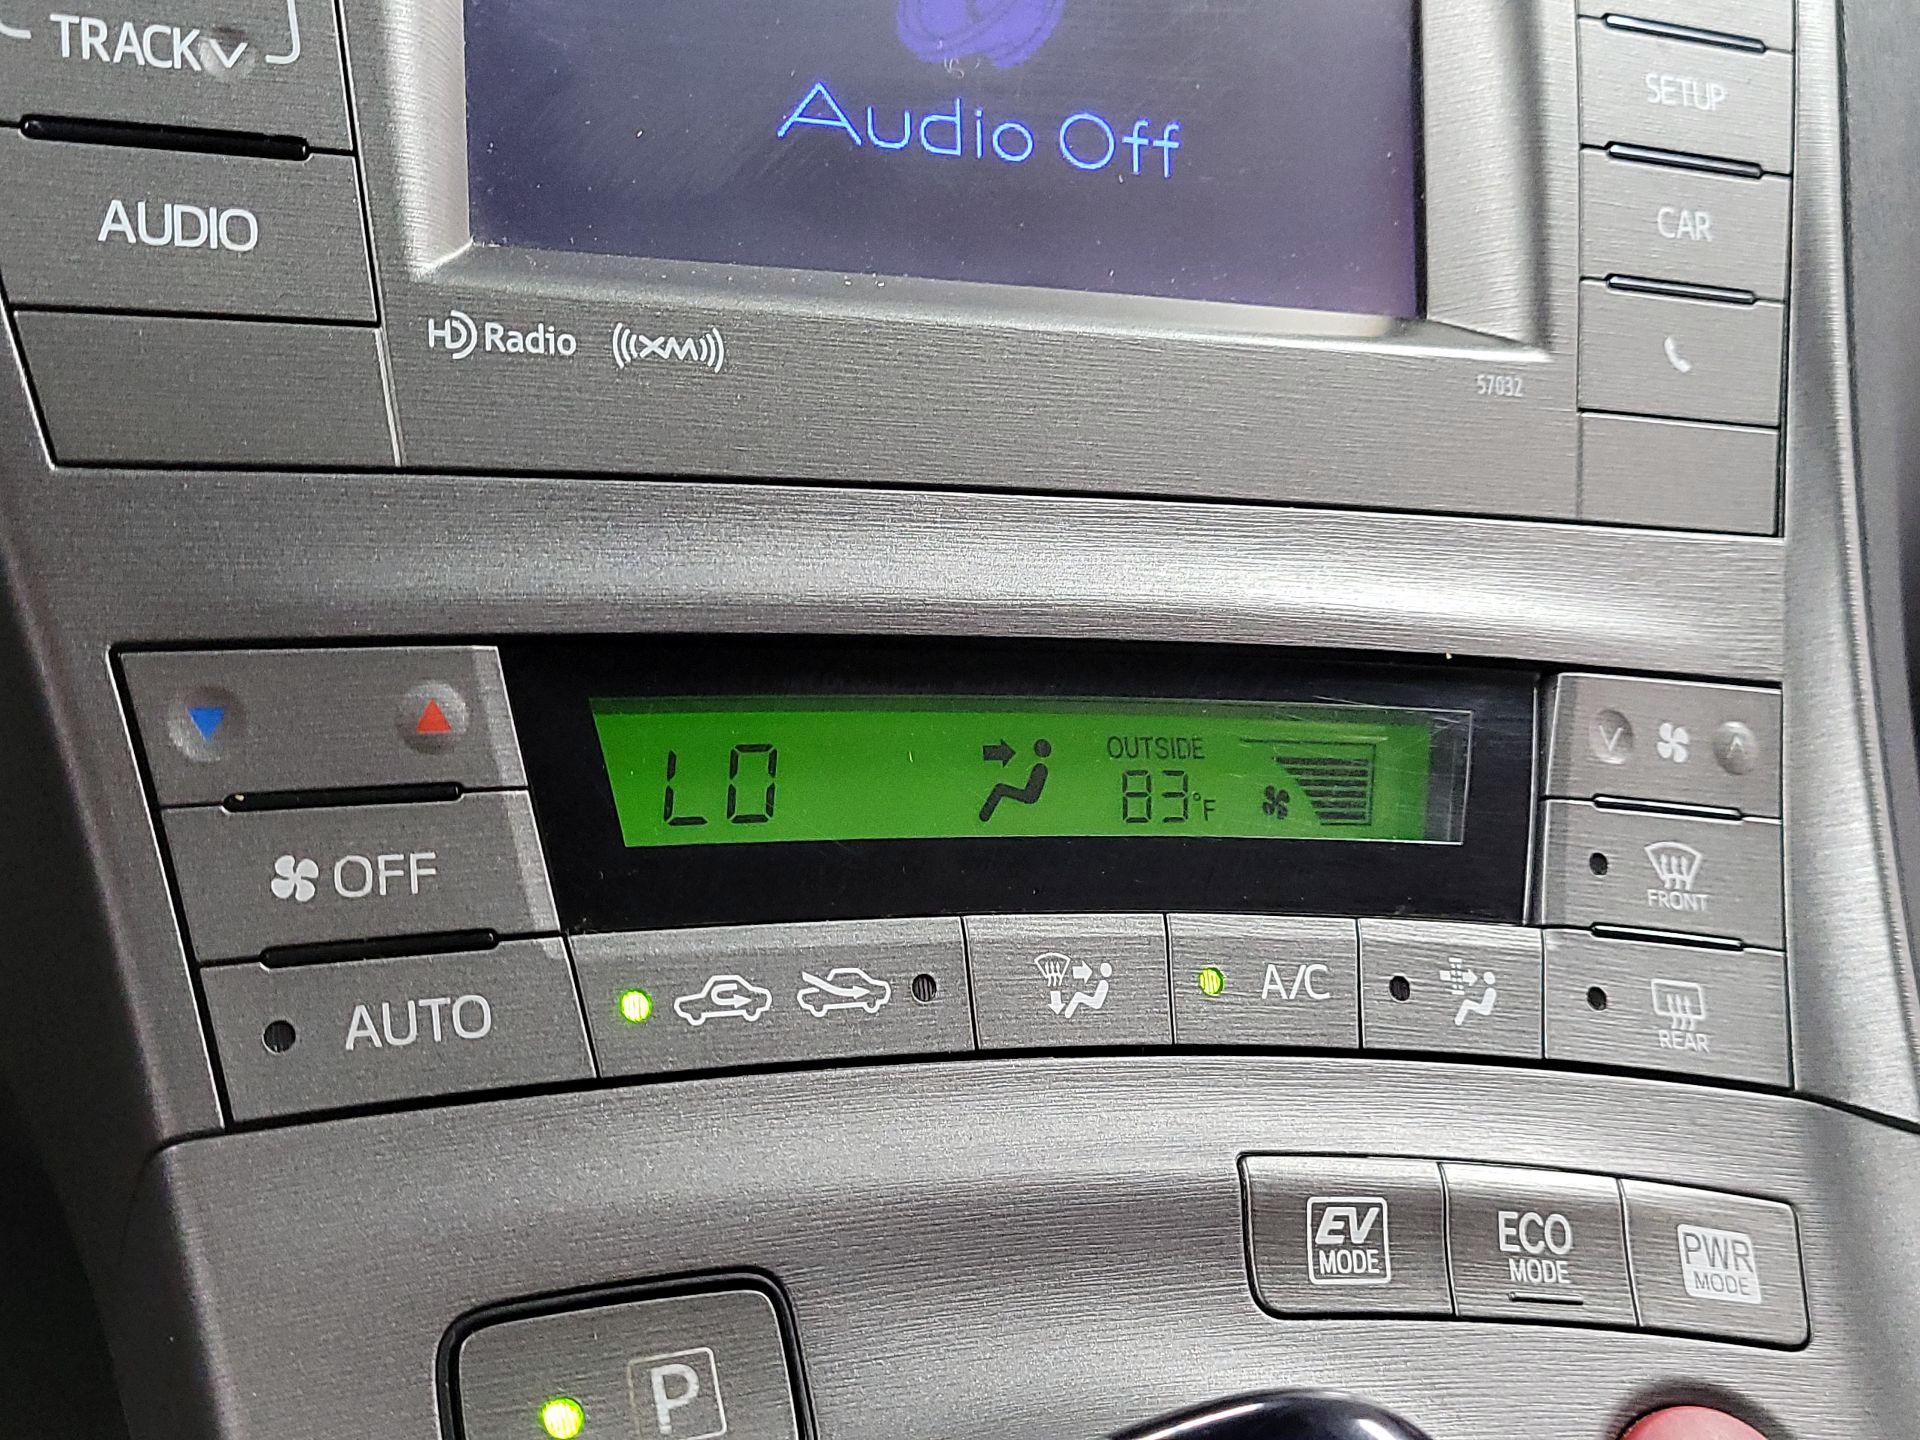 TRACK
Audio Off
SETUP
AUDIO
CAR
HD Radio
((XM))
57032
LO
OUTSIDE
83°F
OFF
FRONT
AUTO
A/C
REAR
EV
MODE
ECO
MODE
PWR
MODE
P